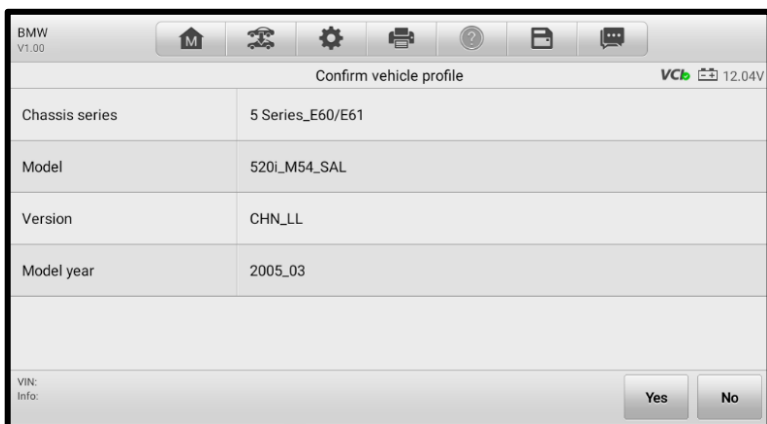 BMW
V1.00
M
?
Confirm vehicle profile
VCI 12.04V
Chassis series 5 Series_E60/E61
Model 520i_M54_SAL
Version CHN_LL
Model year 2005_03
VIN:
Info:
Yes No